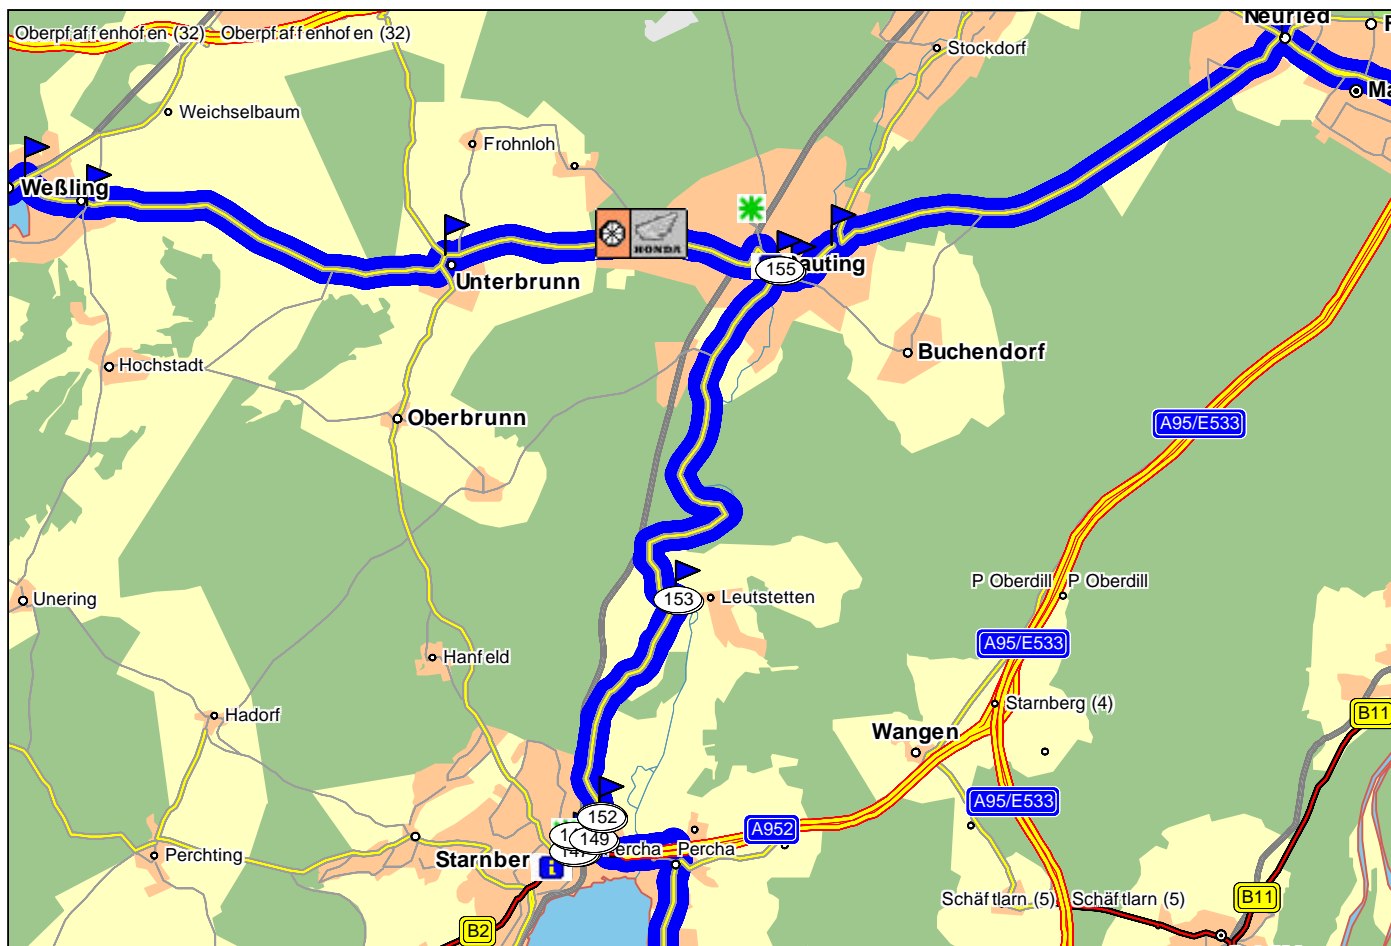 Neuried
Oberpfaffenhofen (32)
Oberpfaffenhofen (32)
Stockdorf
Weichselbaum
Frohnloh
Weßling
HONDA
155
auting
Unterbrunn
Buchendorf
Hochstadt
Oberbrunn
A95/E533
P Oberdill
P Oberdill
Unering
153
Leutstetten
A95/E533
Hanfeld
Starnberg (4)
Hadorf
B11
Wangen
A95/E533
152
149
A952
Percha
Perchting
Starnber
i
B11
Schäftlarn (5)
Schäftlarn (5)
B2